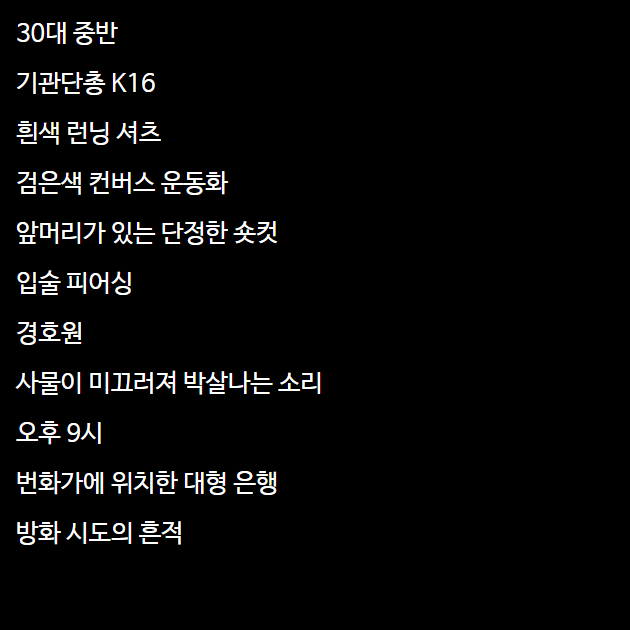 30대 중반
기관단총 K16
흰색 런닝 셔츠
검은색 컨버스 운동화
앞머리가 있는 단정한 숏컷
입술 피어싱
경호원
사물이 미끄러져 박살나는 소리
오후 9시
번화가에 위치한 대형 은행
방화 시도의 흔적